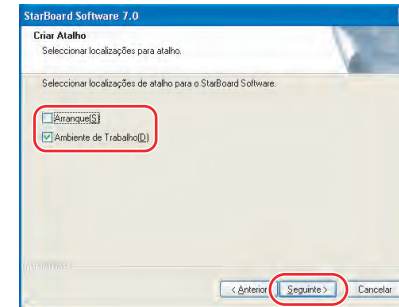 StarBoard Software 7.0
Criar Atalho
Seleccionar localizações para atalho.
Seleccionar localizações de atalho para o StarBoard Software.
Arranque(S)
Ambiente de Trabalho(D)
InstallShield
< Anterior
Seguinte >
Cancelar